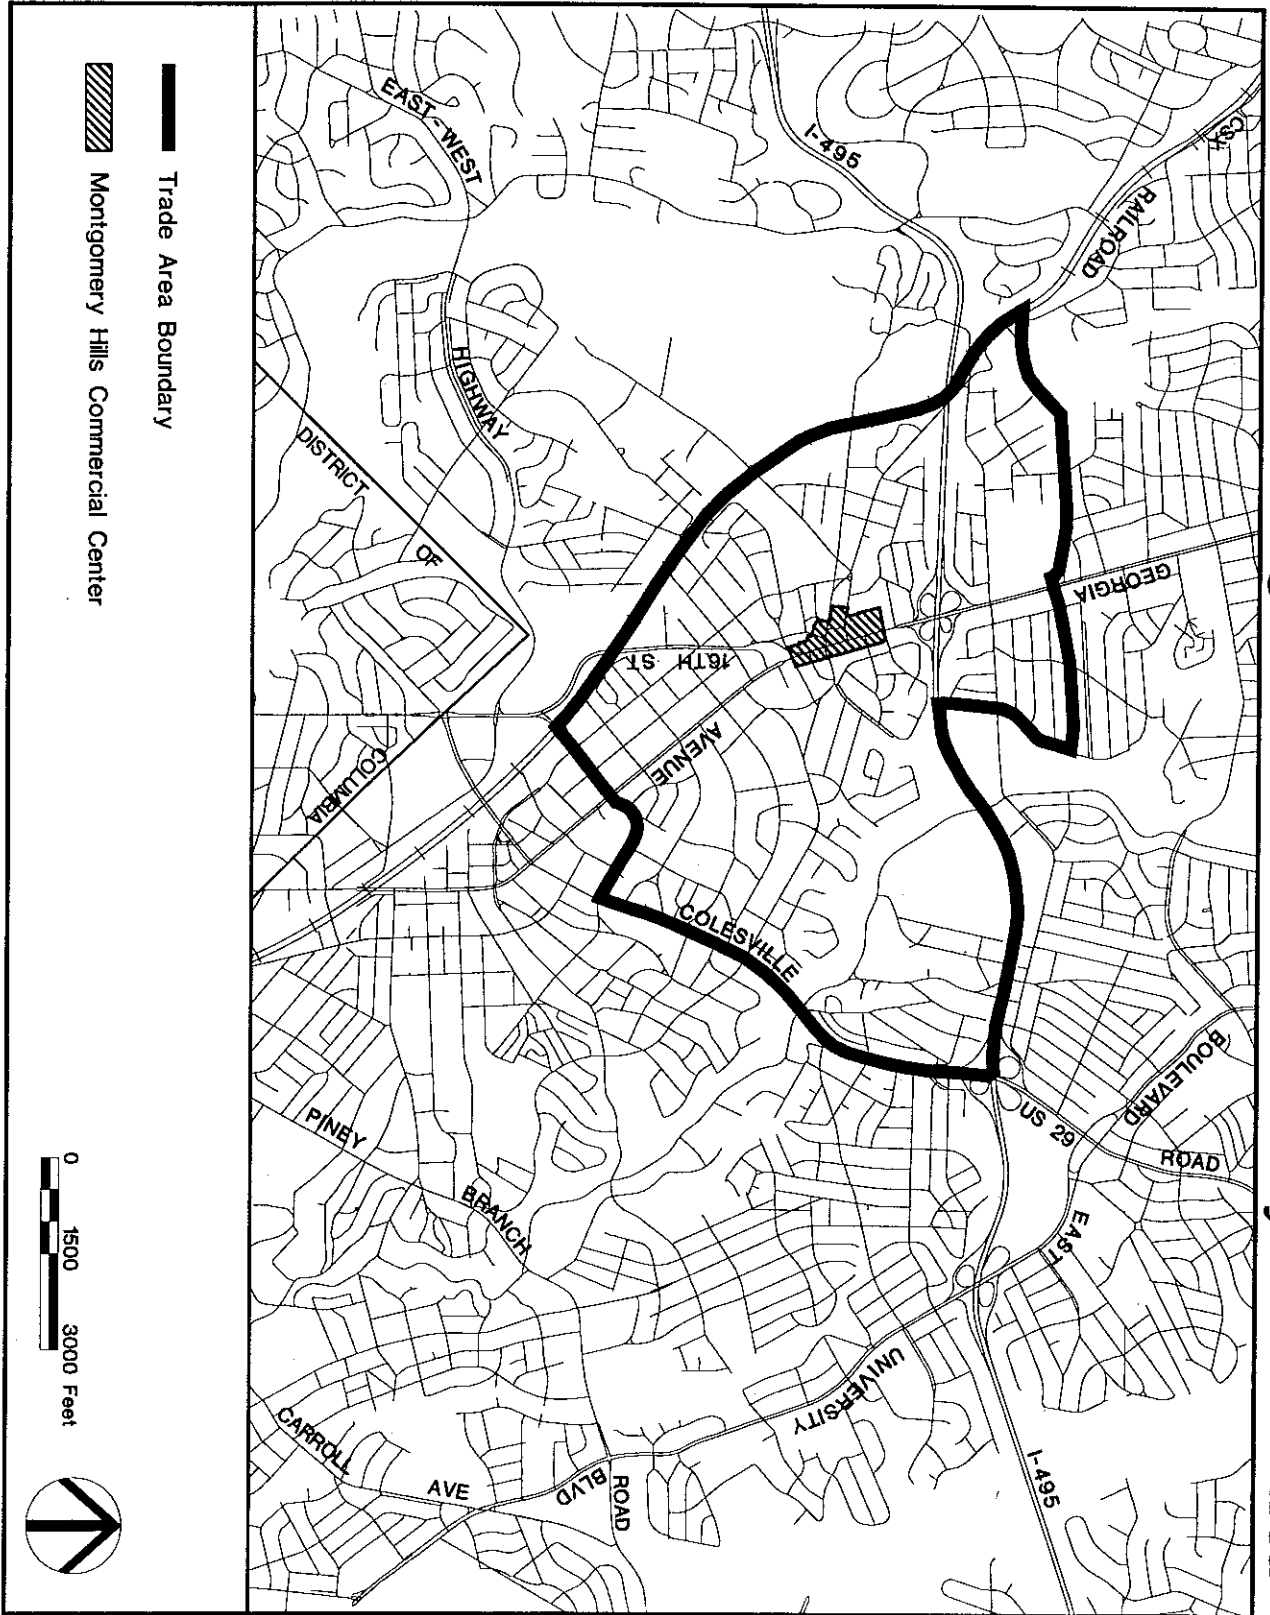 CSX
RAILROAD
I-495
EAST-WEST
HIGHWAY
GEORGIA
AVENUE
16TH ST
DISTRICT
OF
COLUMBIA
COLESVILLE
ROAD
US 29
BOULEVARD
EAST
UNIVERSITY
BLVD
I-495
PINEY
BRANCH
ROAD
CARROLL
AVE
Trade Area Boundary
Montgomery Hills Commercial Center
0 1500 3000 Feet